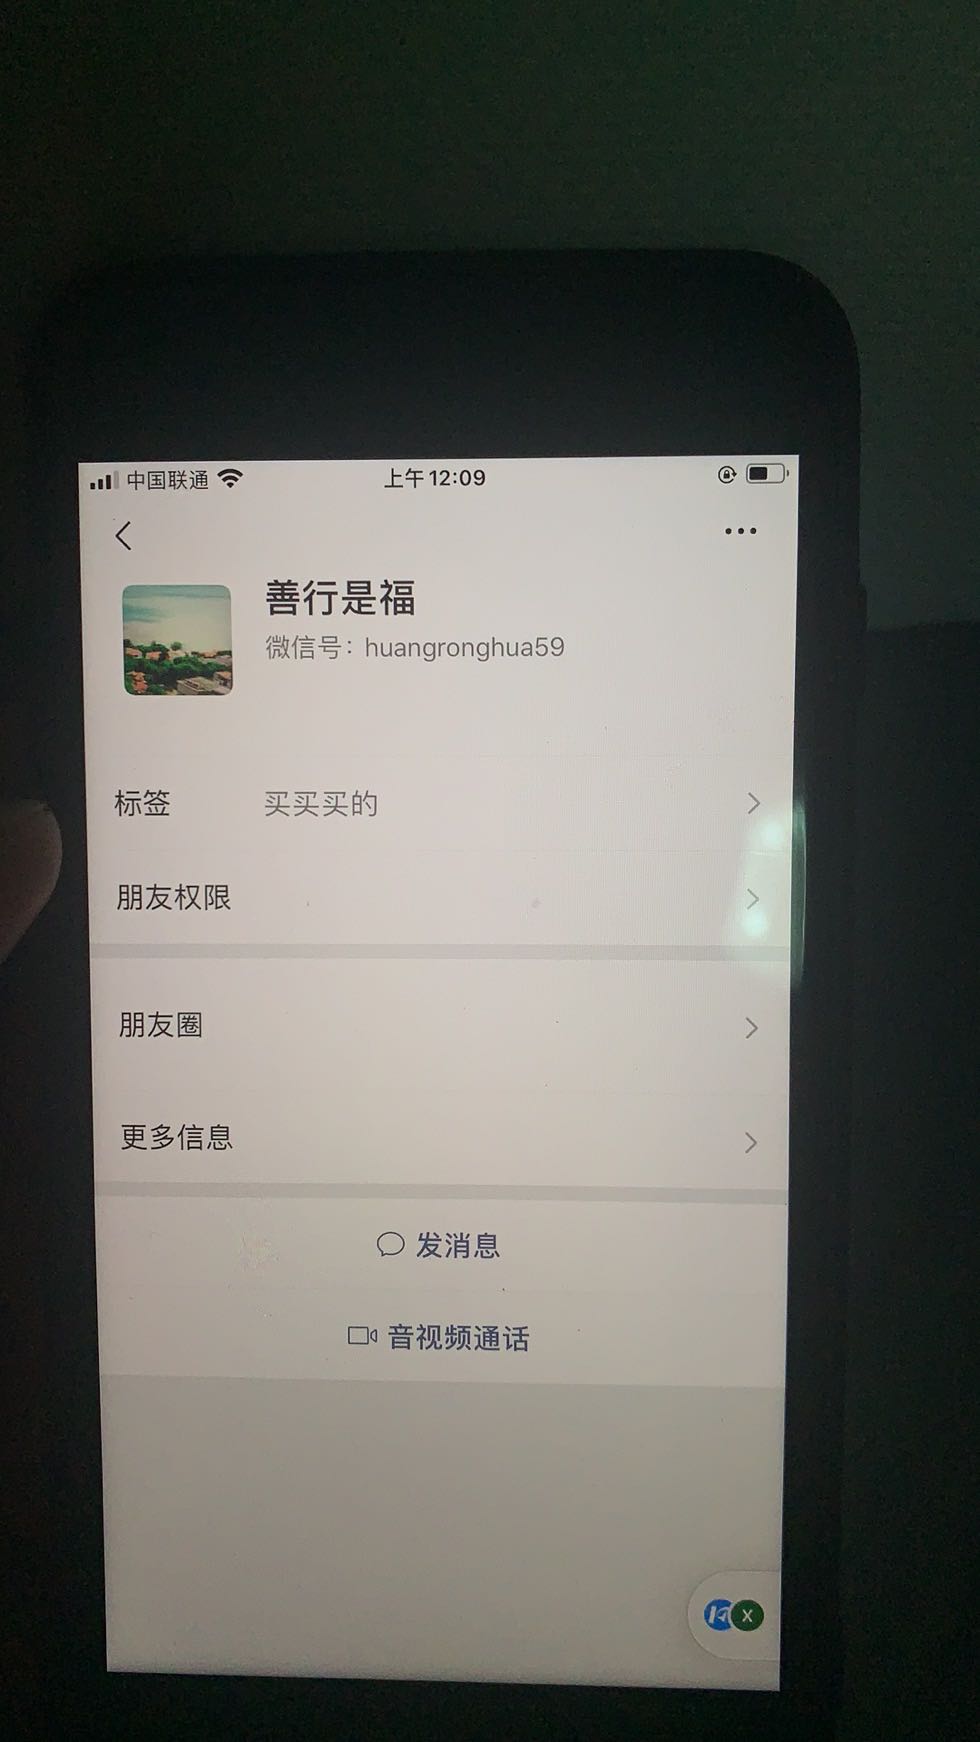 中国联通 上午12:09
善行是福
微信号：huangronghua59
标签 买买买的
朋友权限
朋友圈
更多信息
发消息
音视频通话
X